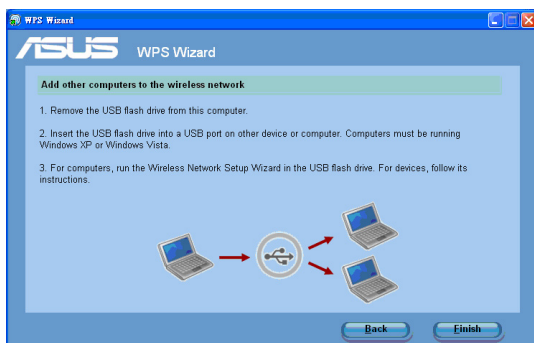 WPS Wizard
ASUS WPS Wizard
Add other computers to the wireless network
1. Remove the USB flash drive from this computer.
2. Insert the USB flash drive into a USB port on other device or computer. Computers must be running
Windows XP or Windows Vista.
3. For computers, run the Wireless Network Setup Wizard in the USB flash drive. For devices, follow its
instructions.
Back Finish